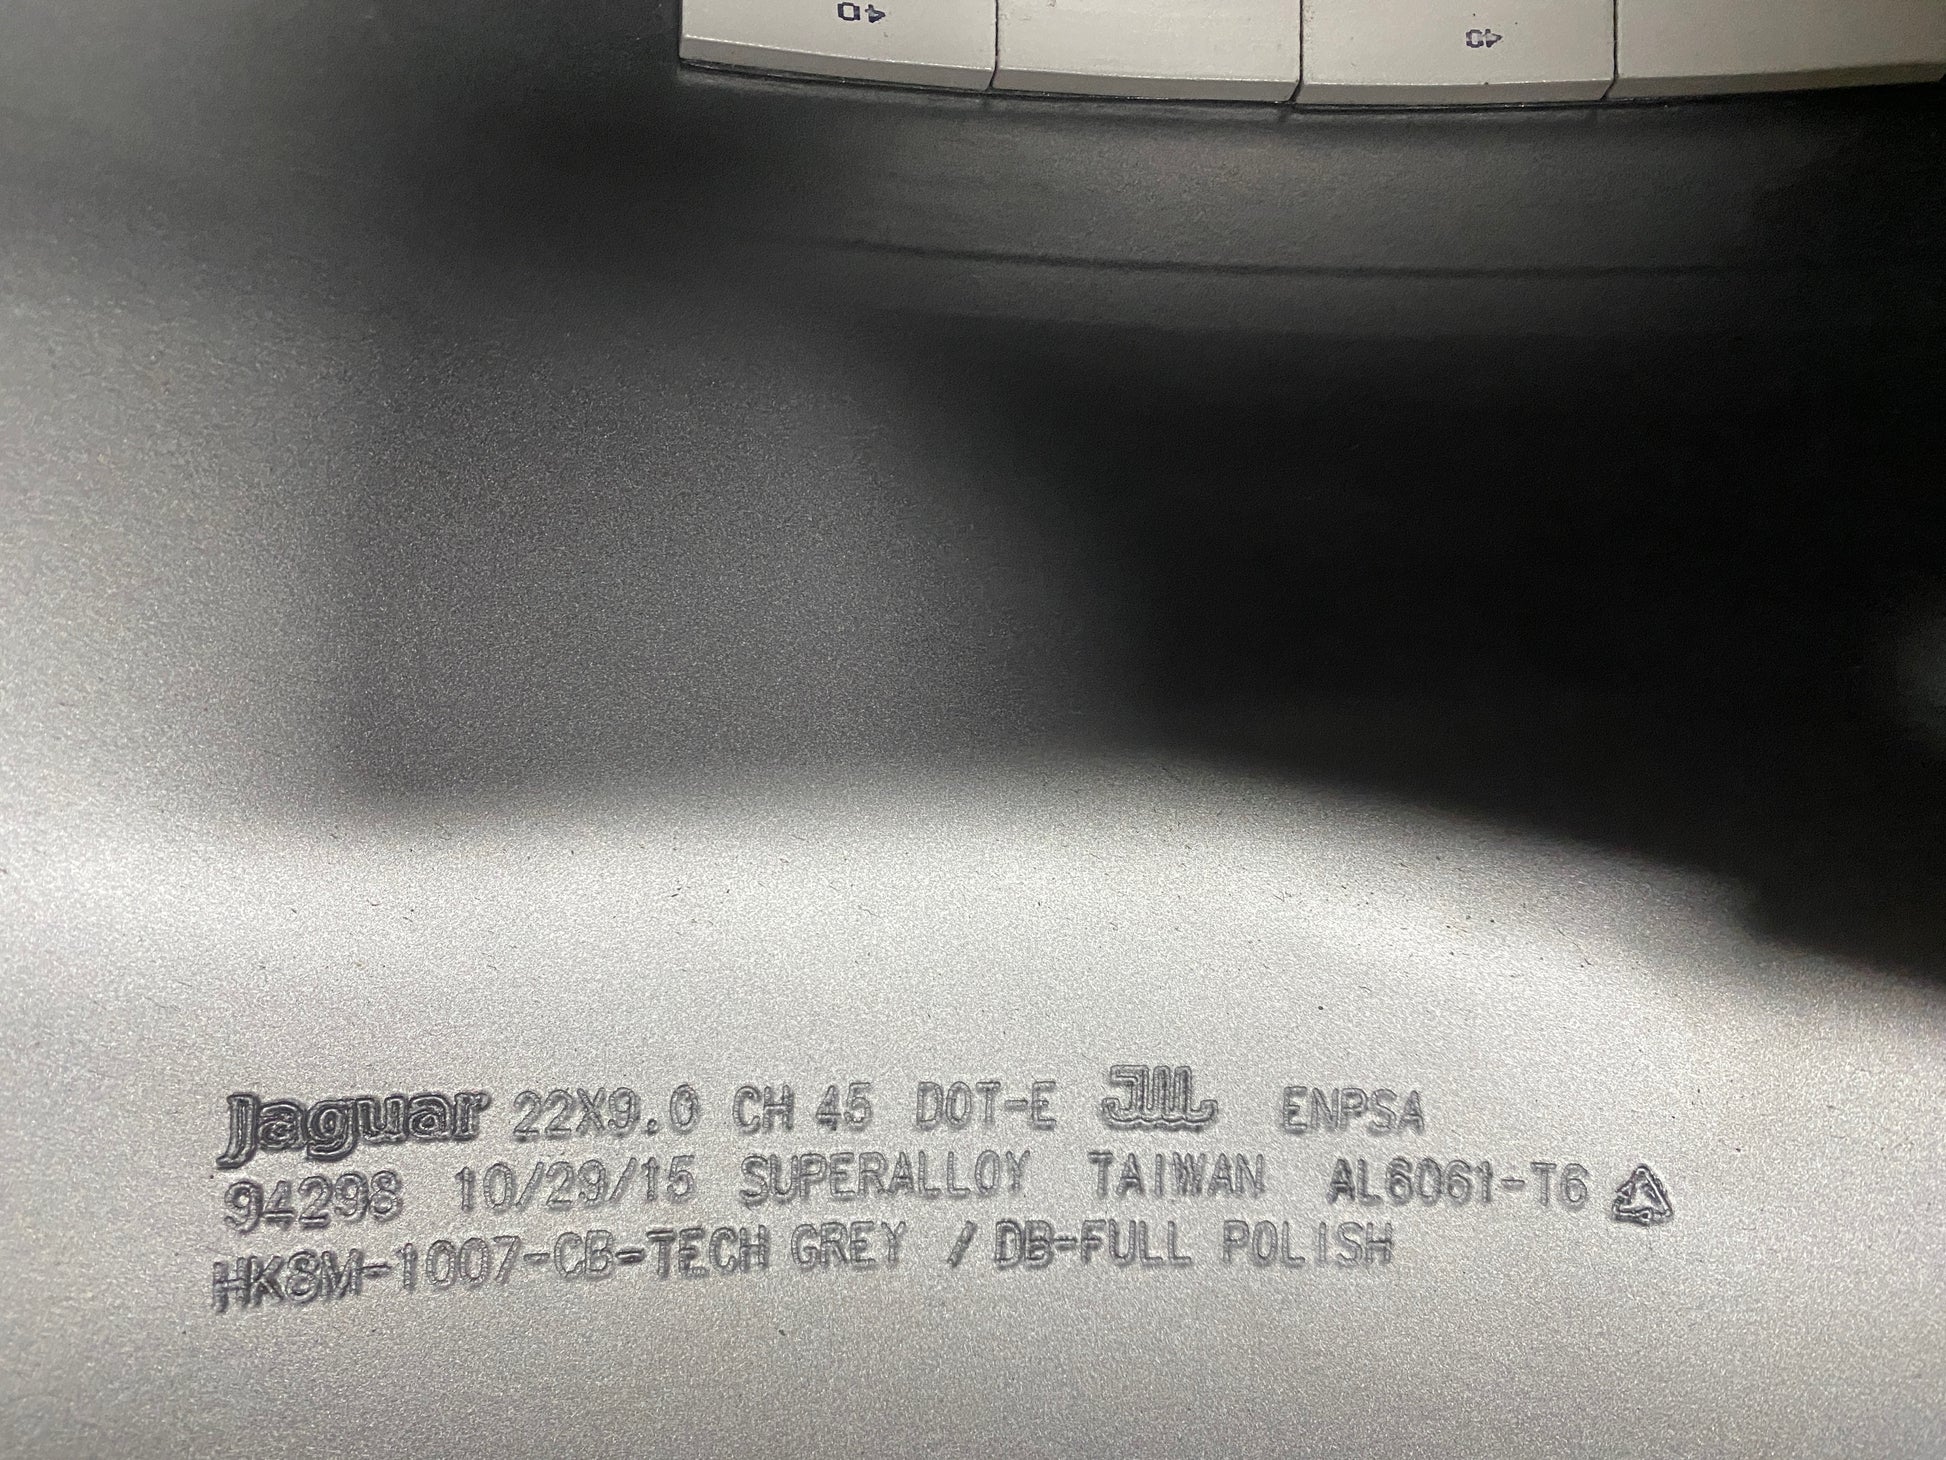 40
40
Jaguar 22X9.0 CH 45 DOT-E JWL ENPSA
94298 10/29/15 SUPERALLOY TAIWAN AL6061-T6
HK8M-1007-CB-TECH GREY / DB-FULL POLISH